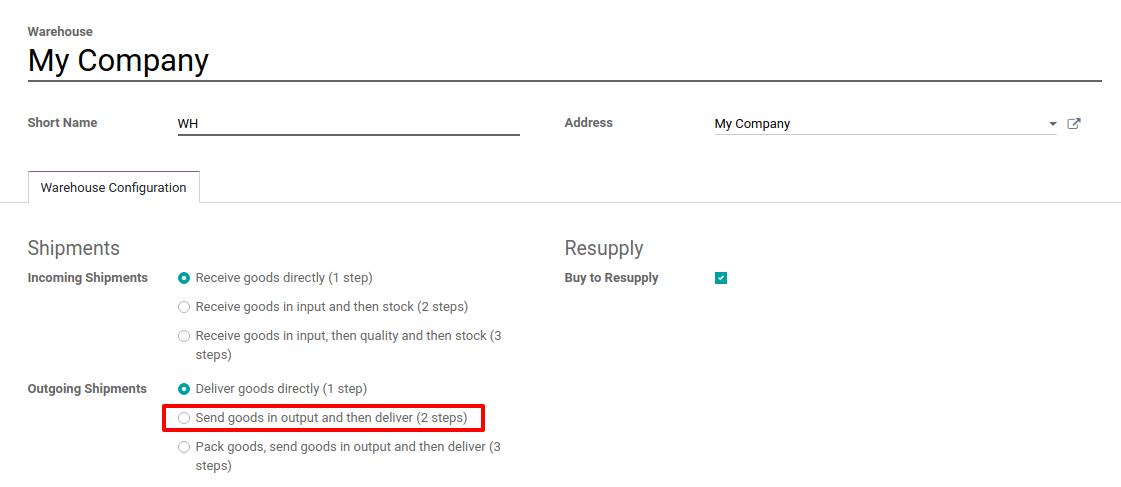 Warehouse
My Company
Short Name WH Address My Company
Warehouse Configuration
Shipments Resupply
Incoming Shipments Receive goods directly (1 step) Buy to Resupply
Receive goods in input and then stock (2 steps)
Receive goods in input, then quality and then stock (3
steps)
Outgoing Shipments Deliver goods directly (1 step)
Send goods in output and then deliver (2 steps)
Pack goods, send goods in output and then deliver (3
steps)